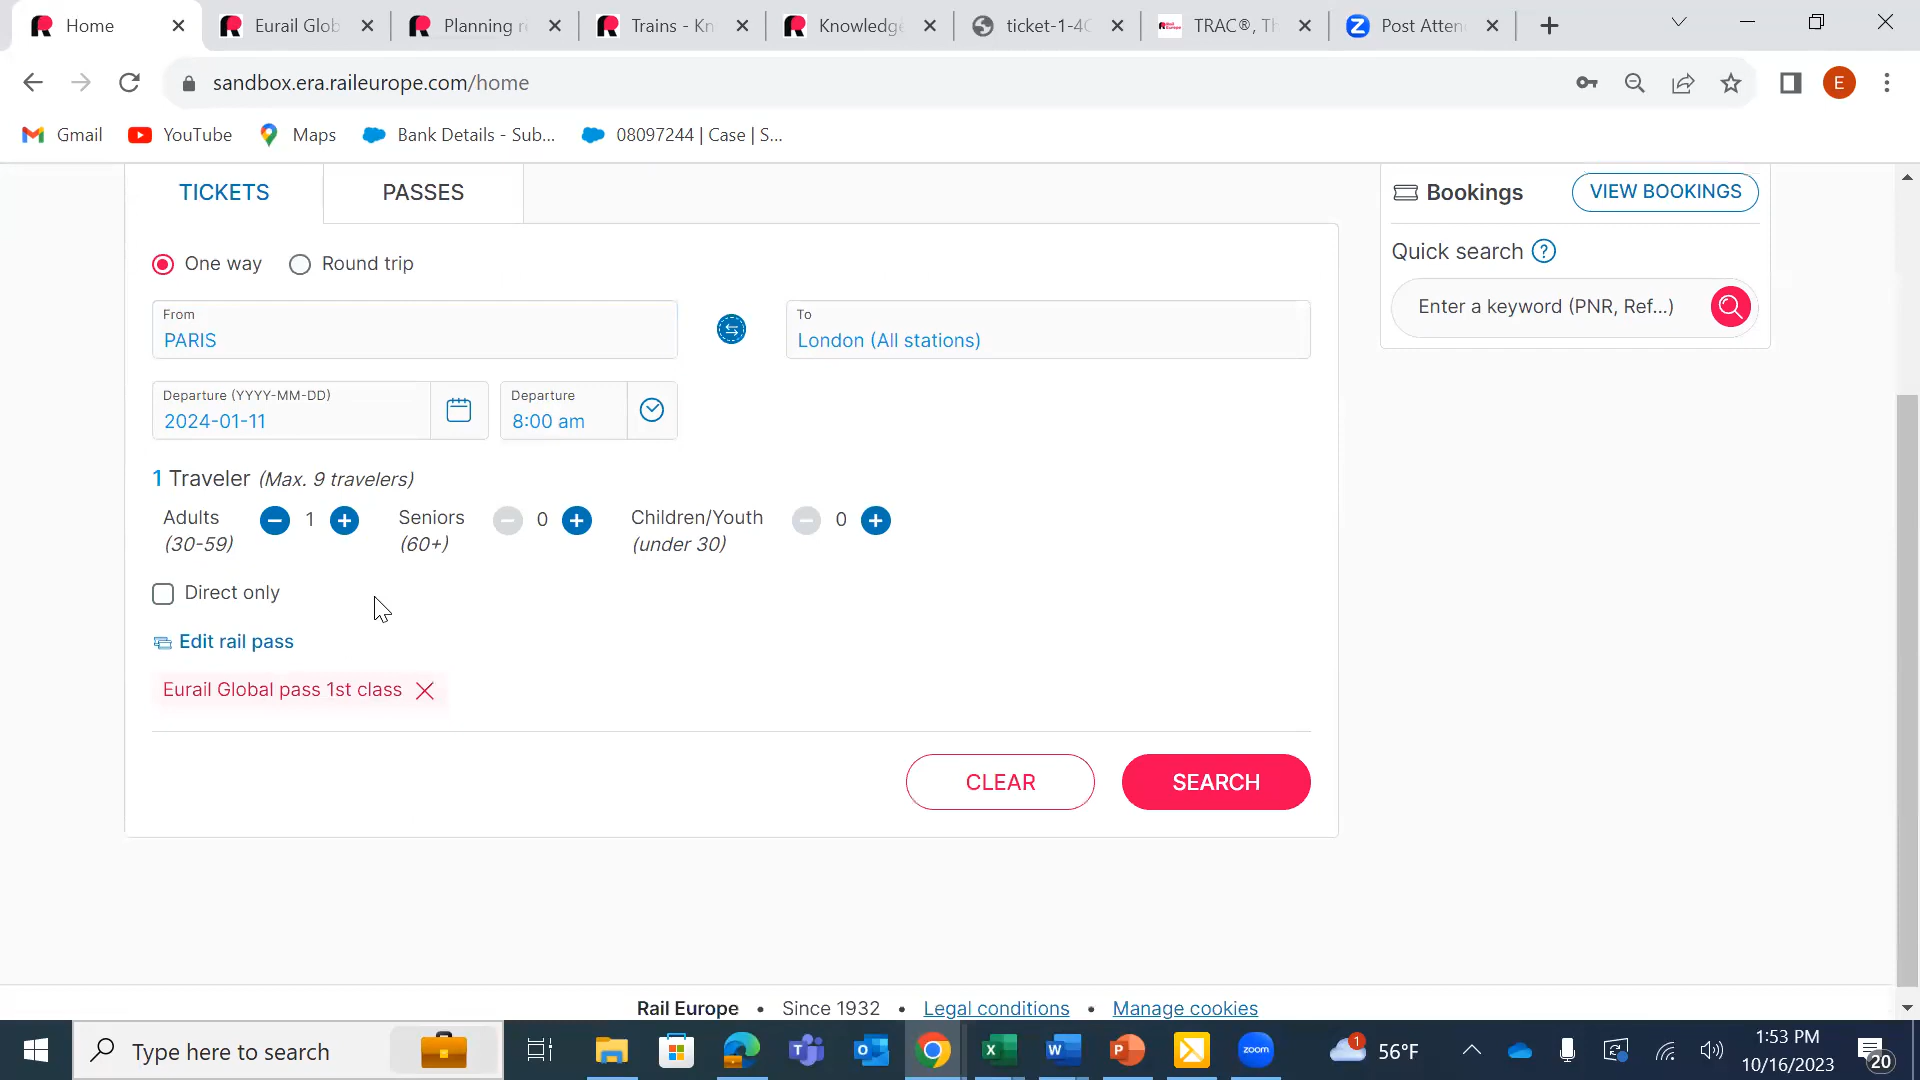 Home
Eurail Glob
Planning r
Trains - Kn
Knowledge
ticket-1-4
TRAC®, Th
Post Atten
sandbox.era.raileurope.com/home
E
Gmail
YouTube
Maps
Bank Details - Sub...
08097244 | Case | S...
TICKETS
PASSES
Bookings
VIEW BOOKINGS
Quick search ?
Enter a keyword (PNR, Ref...)
One way
Round trip
From
PARIS
To
London (All stations)
Departure (YYYY-MM-DD)
2024-01-11
Departure
8:00 am
1 Traveler (Max. 9 travelers)
Adults
(30-59)
1
Seniors
(60+)
0
Children/Youth
(under 30)
0
Direct only
Edit rail pass
Eurail Global pass 1st class
CLEAR
SEARCH
Rail Europe • Since 1932 • Legal conditions • Manage cookies
Type here to search
zoom
1
56°F
1:53 PM
10/16/2023
20